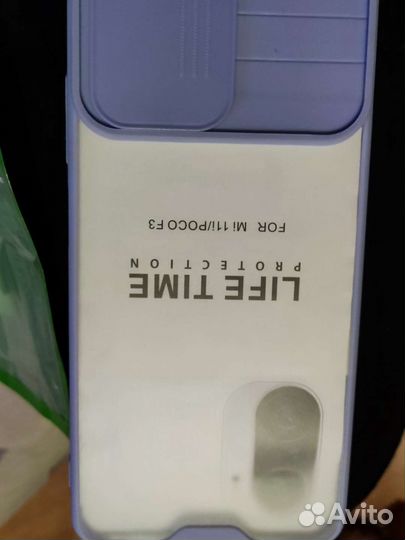 LIFE TIME
PROTECTION
FOR Mi 11i/POCO F3
Avito